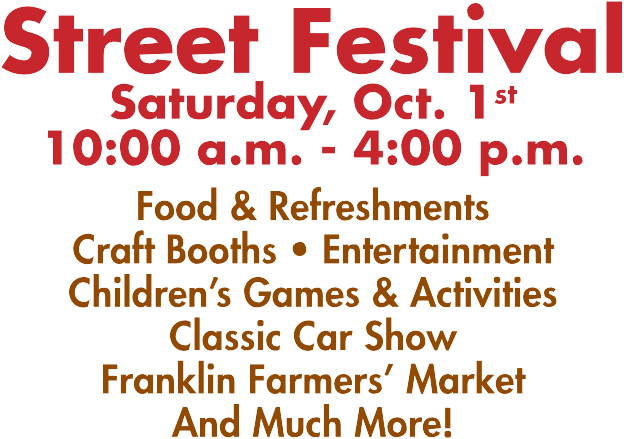 Street Festival
Saturday, Oct. 1st
10:00 a.m. - 4:00 p.m.
Food & Refreshments
Craft Booths • Entertainment
Children’s Games & Activities
Classic Car Show
Franklin Farmers’ Market
And Much More!